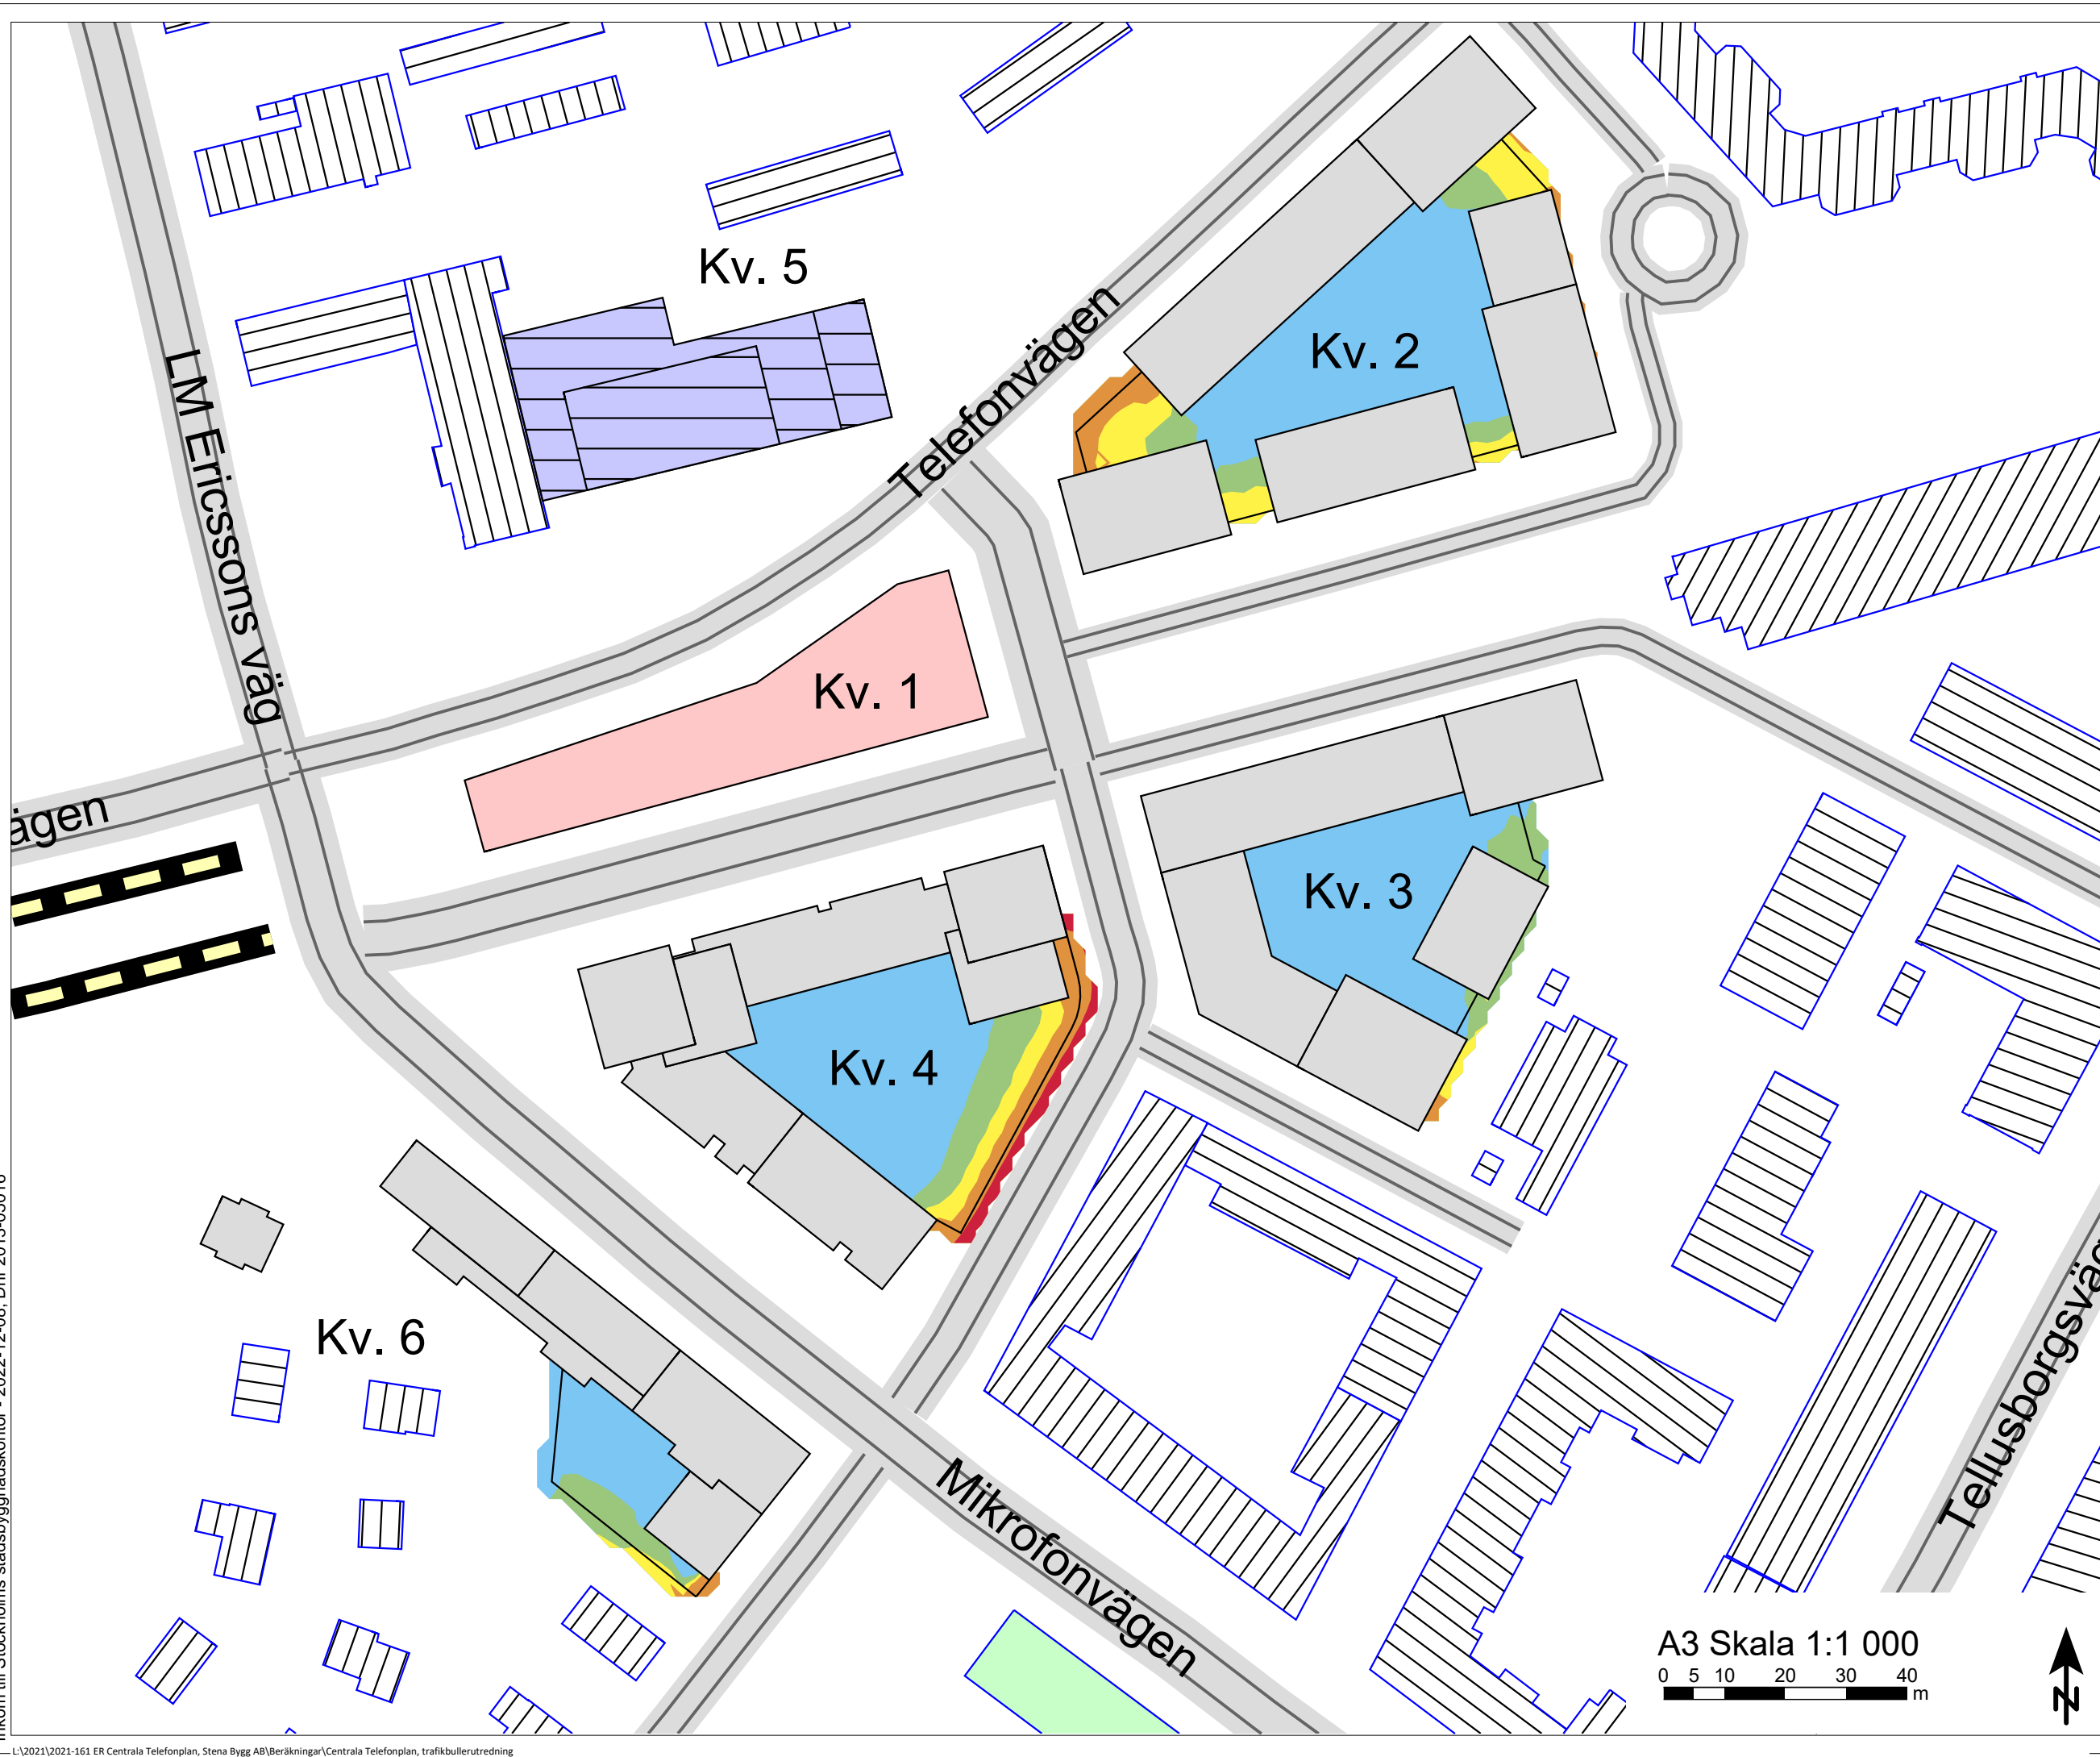 Kv. 5
Telefonvägen
Kv. 2
LM Ericssons väg
Kv. 1
ägen
Kv. 3
Kv. 4
Kv. 6
Mikrofonvägen
Tellusborgsväg
A3 Skala 1:1 000
0 5 10 20 30 40
m
N
L:\2021\2021-161 ER Centrala Telefonplan, Stena Bygg AB\Beräkningar\Centrala Telefonplan, trafikbullerutredning